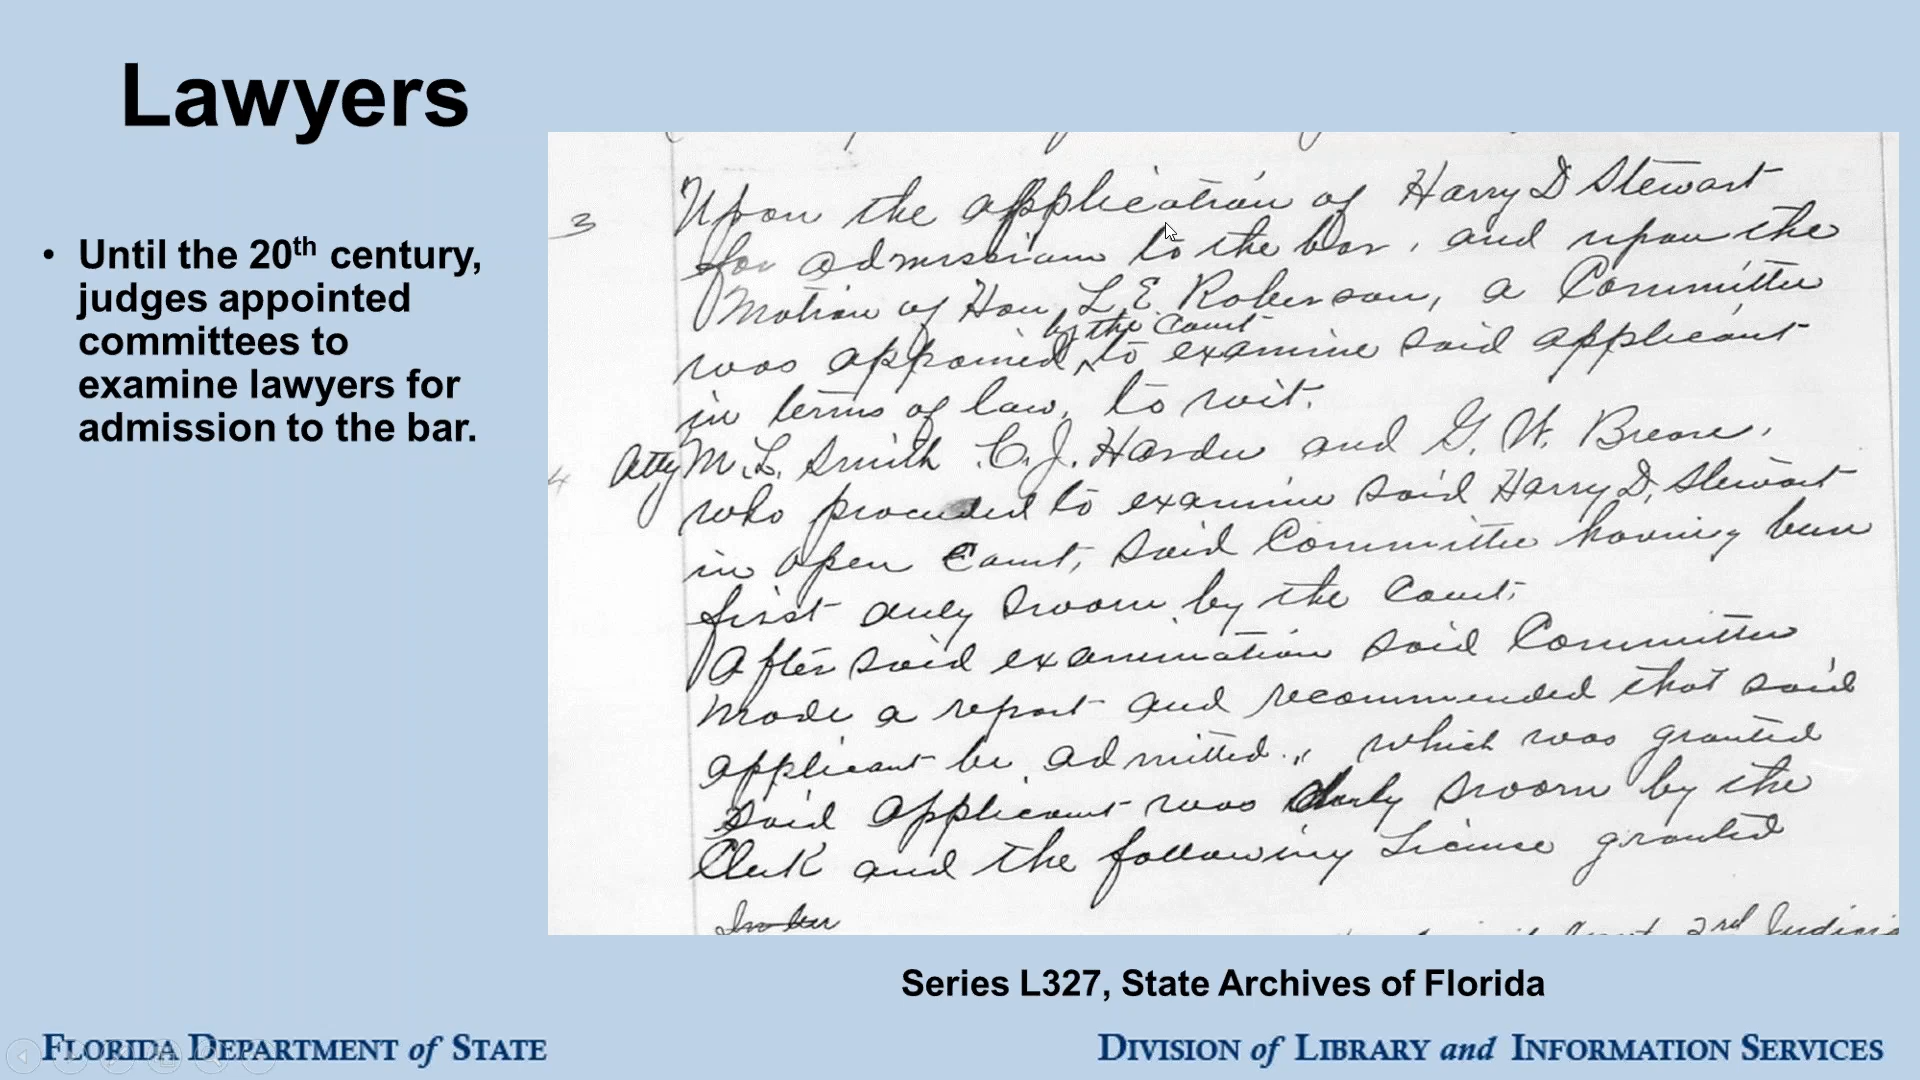 Lawyers
• Until the 20th century,
judges appointed
committees to
examine lawyers for
admission to the bar.
3
Upon the application of Harry D Stewart
for admission to the bar, and upon the
Motion of Hon, L. E. Roberson, a Committee
by the Court
was appoined ^ to examine said applicant
in terms of law, to wit.
4
Atty M. L. Smith C. J. Hardee and G. W.
who proceeded to examine said Harry D. Stewart
in open Court, said Committee having been
first duly sworn by the Court.
After said examination said Committee
made a report and recommended that said
applicant be admitted, which was granted
said applicant was duly sworn by the
Clerk and the following License granted
2nd Judicia
Series L327, State Archives of Florida
FLORIDA DEPARTMENT of STATE
DIVISION of LIBRARY and INFORMATION SERVICES